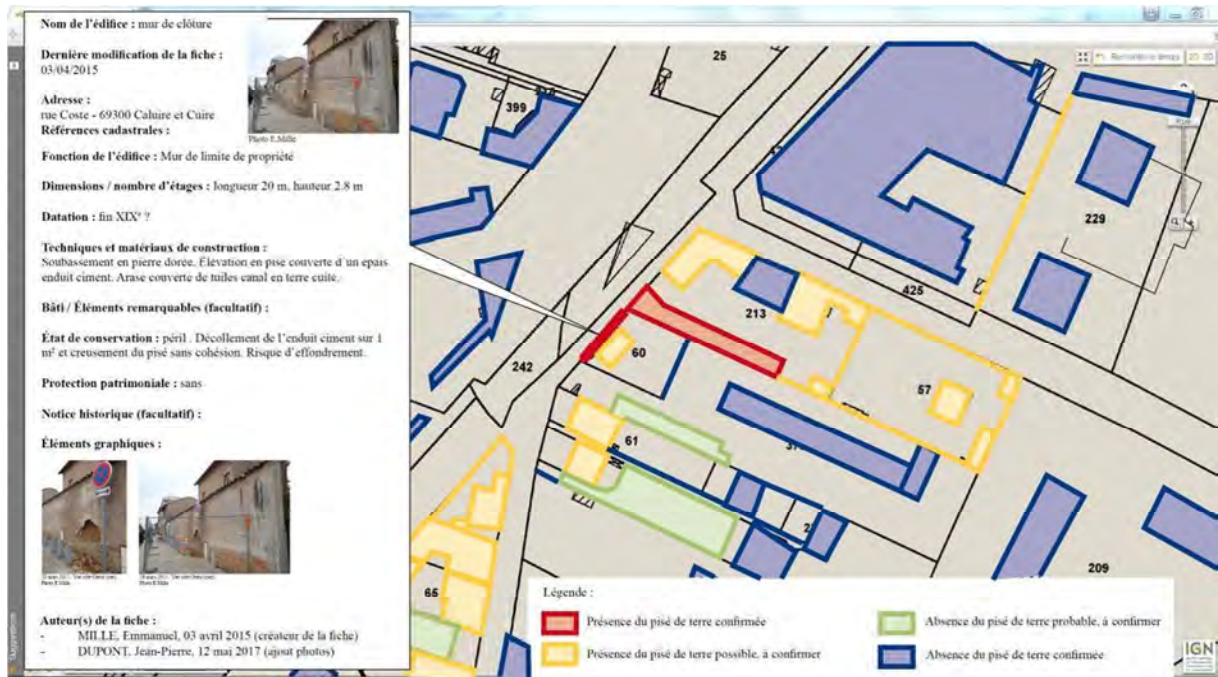 Nom de l'édifice : mur de clôture
Dernière modification de la fiche :
03/04/2015
Adresse :
rue Coste - 69300 Caluire et Cuire
Références cadastrales :
Photo E.Mille
Fonction de l'édifice : Mur de limite de propriété
Dimensions / nombre d'étages : longueur 20 m, hauteur 2.8 m
Datation : fin XIXe ?
Techniques et matériaux de construction :
Soubassement en pierre dorée. Élevation en pisé couverte d'un épais
enduit ciment. Arase couverte de tuiles canal en terre cuite.
Bâti / Éléments remarquables (facultatif) :
État de conservation : péril . Décollement de l'enduit ciment sur 1
m² et creusement du pisé sans cohésion. Risque d'effondrement.
Protection patrimoniale : sans
Notice historique (facultatif) :
Éléments graphiques :
Auteur(s) de la fiche :
- MILLE, Emmanuel, 03 avril 2015 (créateur de la fiche)
- DUPONT, Jean-Pierre, 12 mai 2017 (ajout photos)
25
399
229
425
213
60
242
57
61
65
209
2D 3D
Légende :
Présence du pisé de terre confirmée
Présence du pisé de terre possible, à confirmer
Absence du pisé de terre probable, à confirmer
Absence du pisé de terre confirmée
IGN